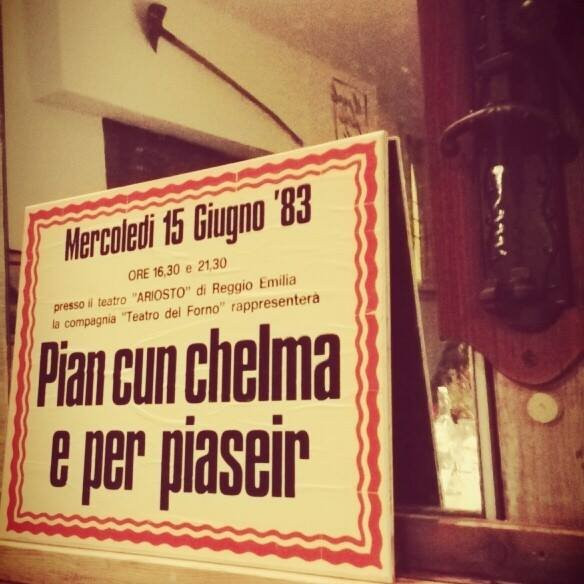 Mercoledì 15 Giugno '83
ORE 16,30 e 21,30
presso il teatro "ARIOSTO" di Reggio Emilia
la compagnia "Teatro del Forno" rappresenterà
Pian cun chelma
e per piaseir